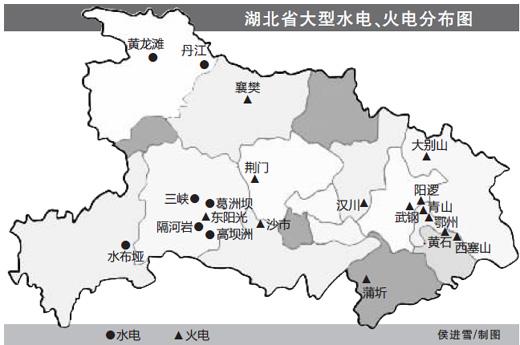 湖北省大型水电、火电分布图
黄龙滩
丹江
襄樊
大别山
荆门
三峡
葛洲坝
东阳光
隔河岩
高坝洲
沙市
汉川
阳逻
青山
武钢
鄂州
黄石
西塞山
水布垭
蒲圻
●水电 ▲火电
侯进雪/制图